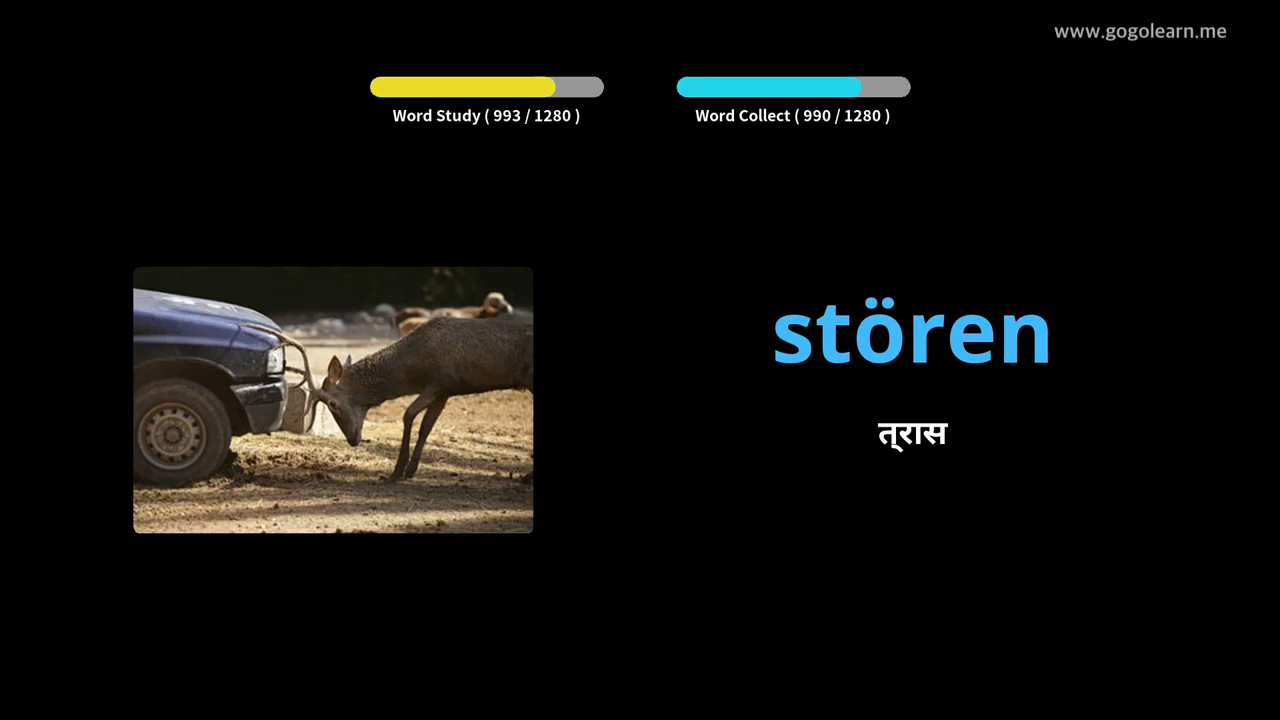 www.gogolearn.me
Word Study ( 993 / 1280 )
Word Collect ( 990 / 1280 )
stören
त्रास